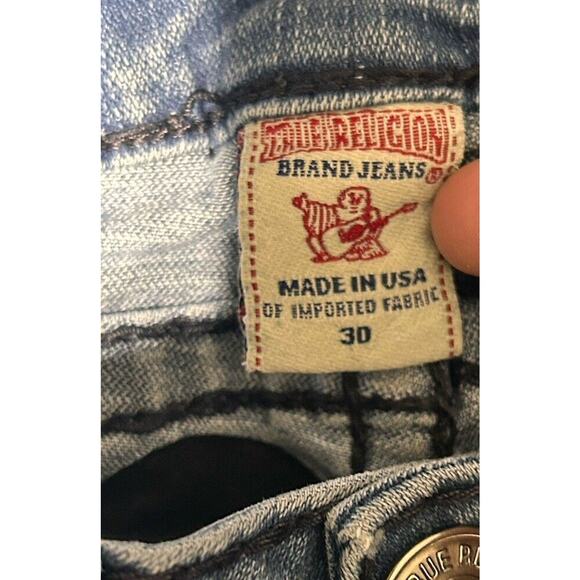 TRUE RELIGION
BRAND JEANS®
MADE IN USA
OF IMPORTED FABRIC
30